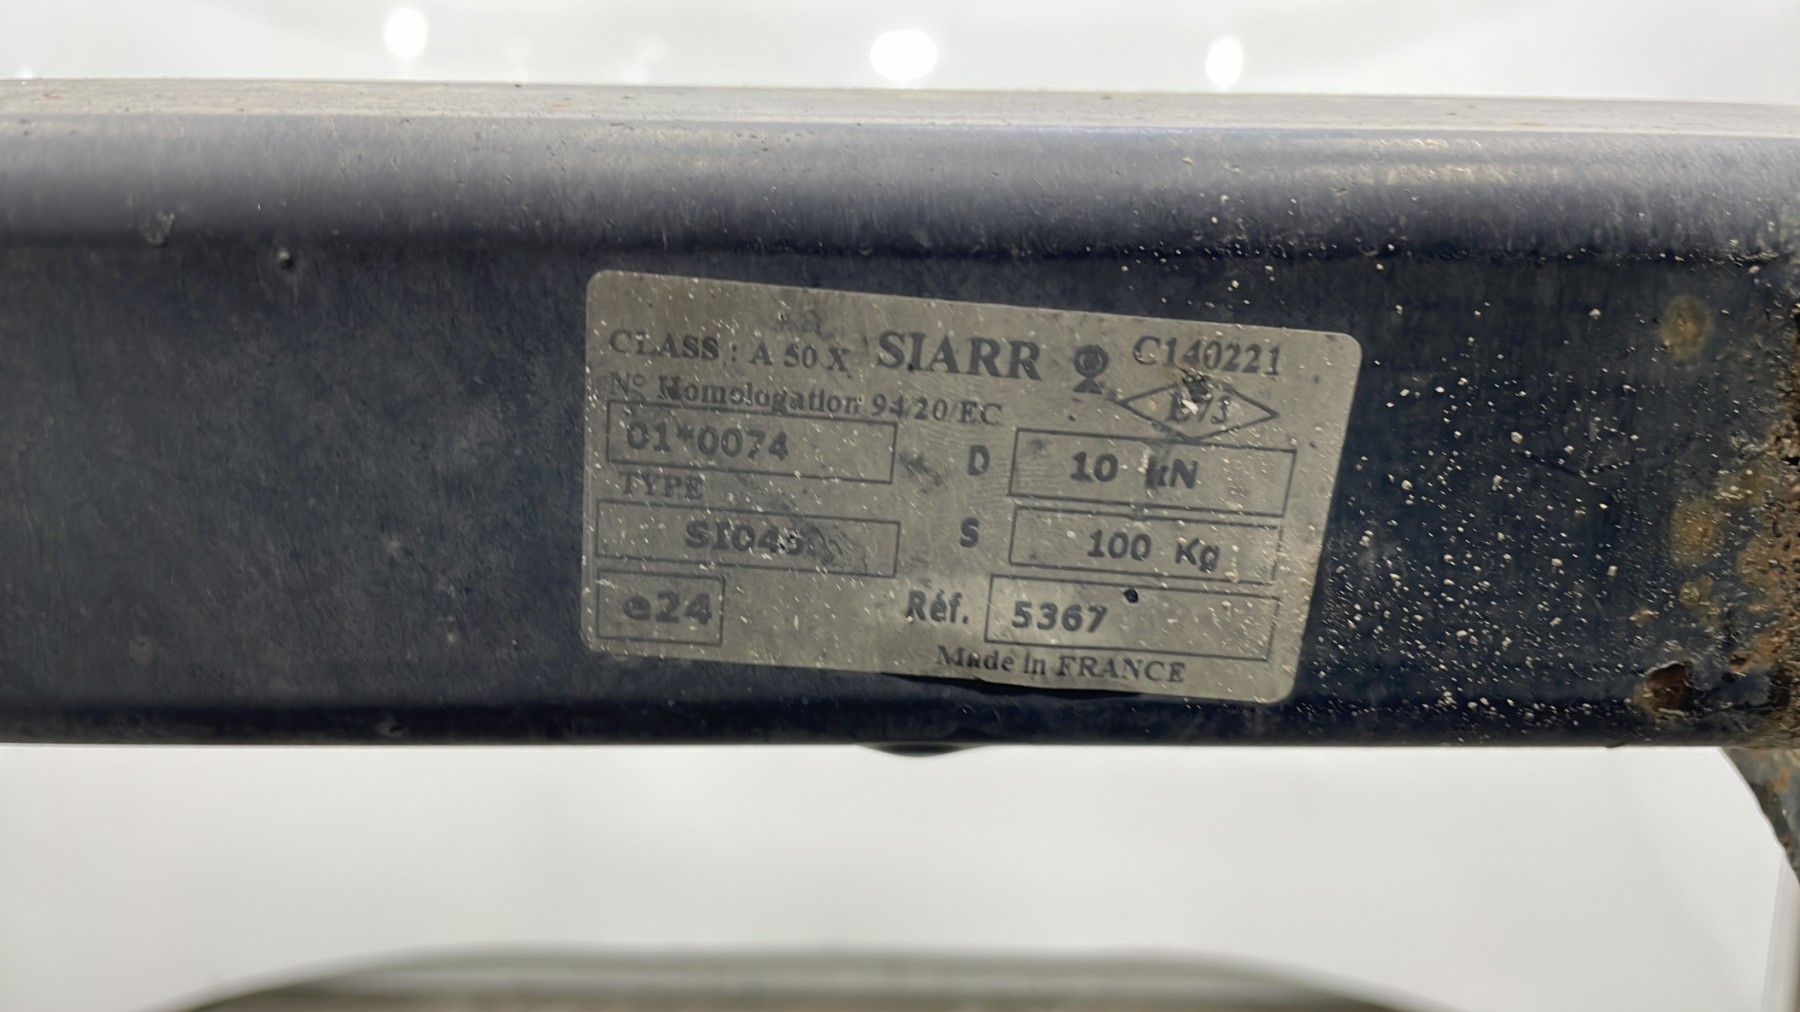 CLASS : A 50 X SIARR C140221
N° Homologation 94/20/EC
01*0074 D 10 kN
TYPE
S 100 Kg
e24 Réf. 5367
Made in FRANCE